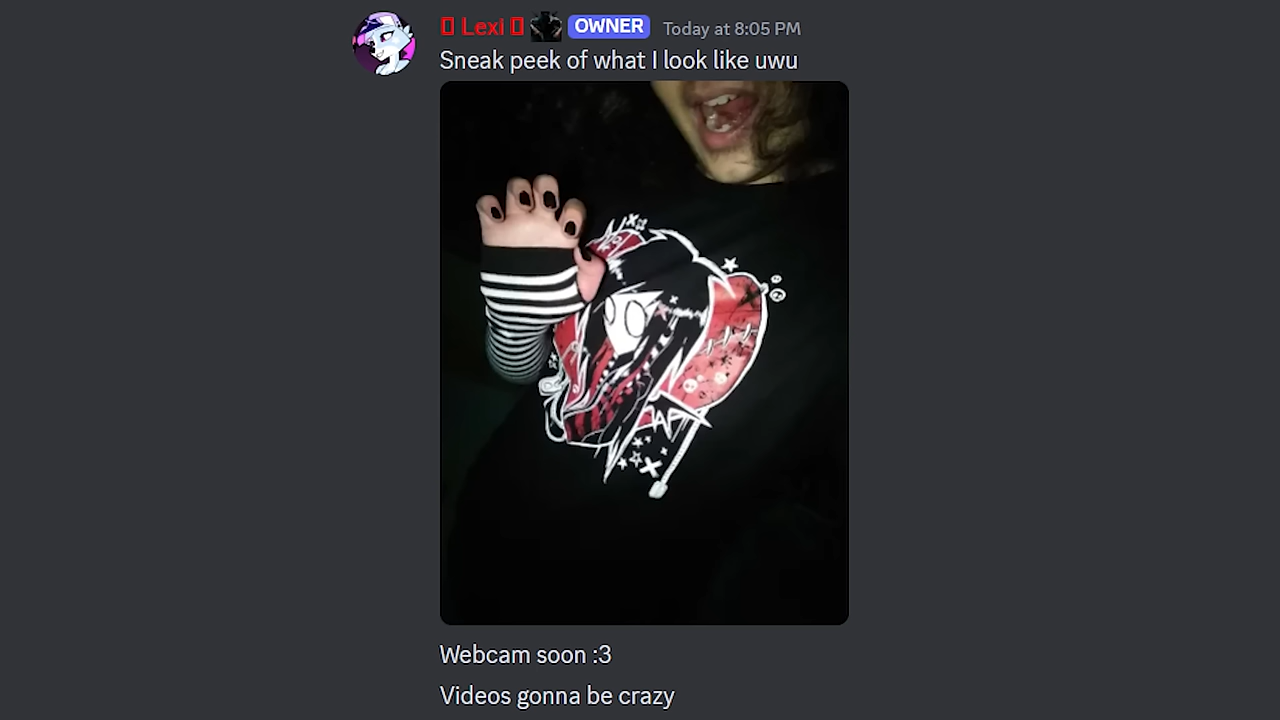 ▯ Lexi ▯ OWNER Today at 8:05 PM
Sneak peek of what I look like uwu
Webcam soon :3
Videos gonna be crazy